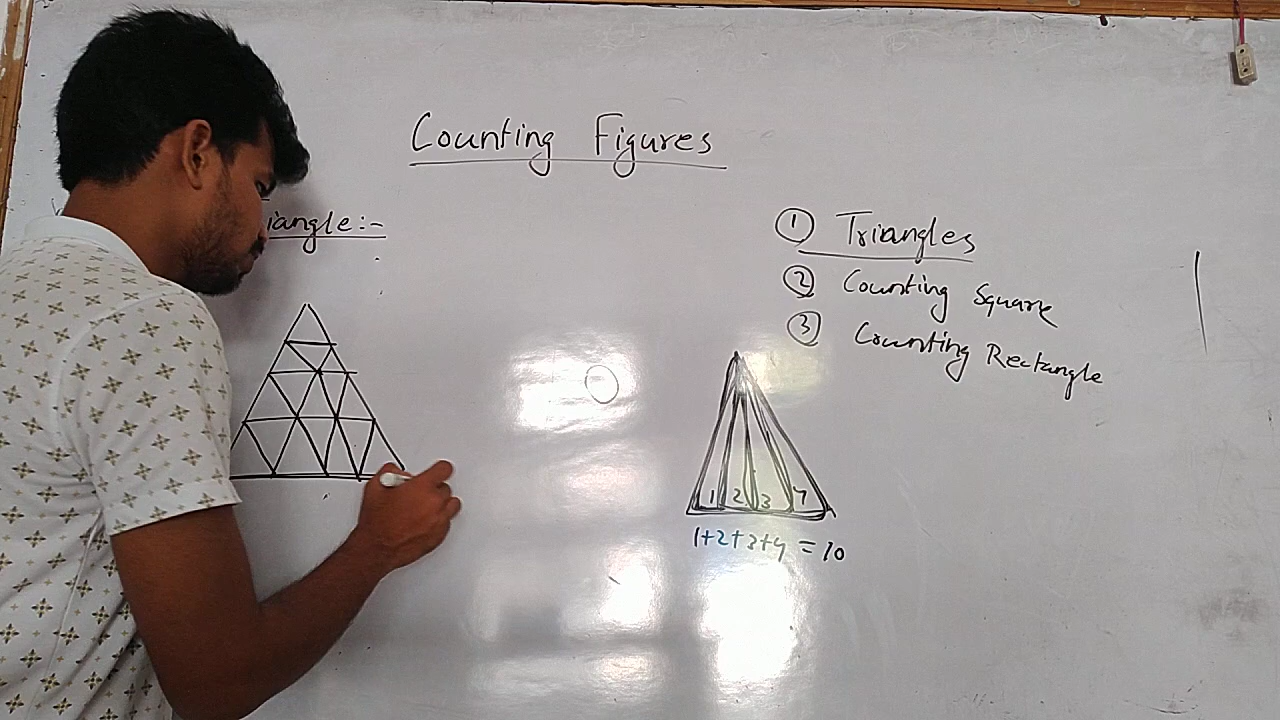 Counting Figures
iangle:-
① Triangles
② Counting Square
③ Counting Rectangle
1 2 3 4
1+2+3+4 = 10